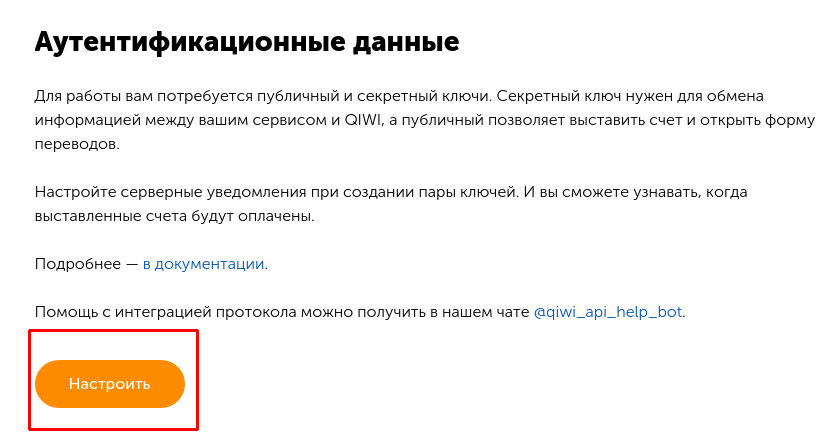 Аутентификационные данные
Для работы вам потребуется публичный и секретный ключи. Секретный ключ нужен для обмена
информацией между вашим сервисом и QIWI, а публичный позволяет выставить счет и открыть форму
переводов.
Настройте серверные уведомления при создании пары ключей. И вы сможете узнавать, когда
выставленные счета будут оплачены.
Подробнее — в документации.
Помощь с интеграцией протокола можно получить в нашем чате @qiwi_api_help_bot.
Настроить